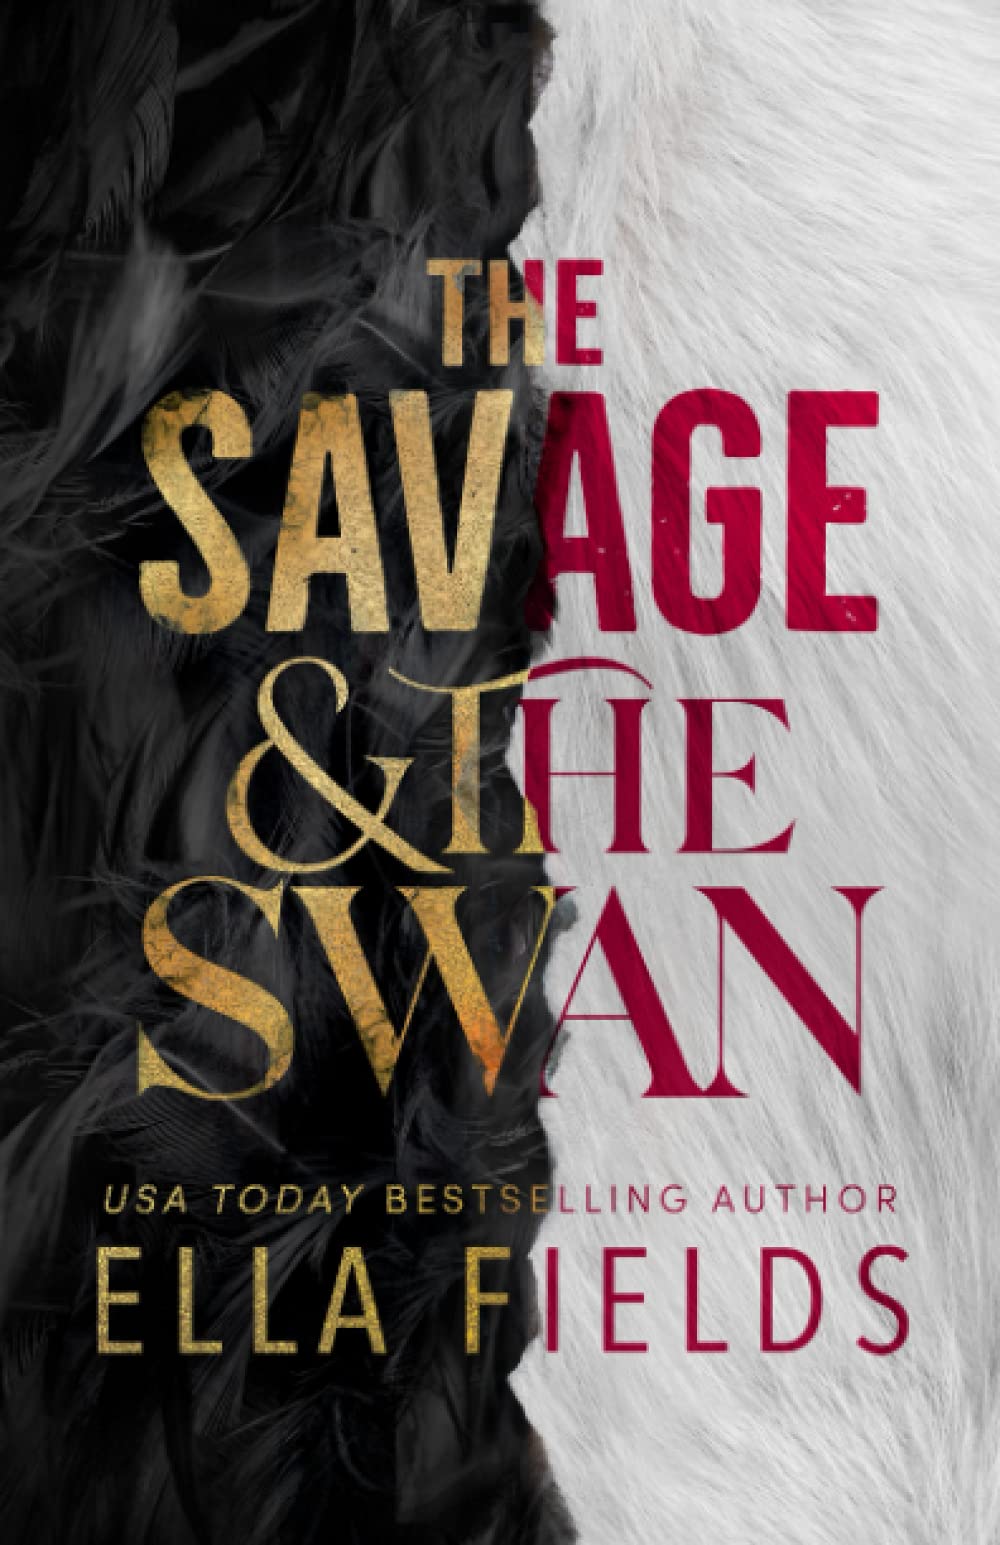 THE
SAVAGE
& THE
SWAN
USA TODAY BESTSELLING AUTHOR
ELLA FIELDS